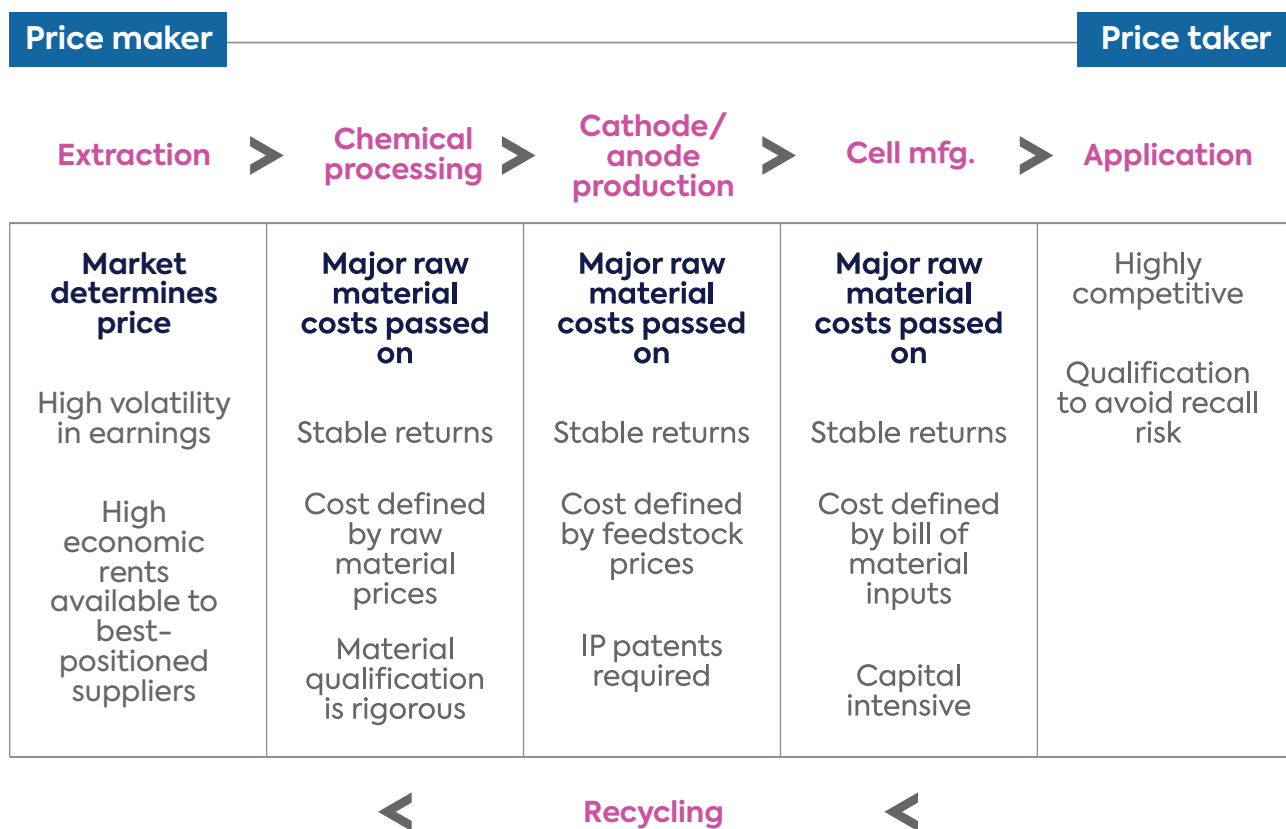 Price maker
Price taker
Extraction
>
Chemical
processing
>
Cathode/
anode
production
>
Cell mfg.
>
Application
Market
determines
price
High volatility
in earnings
High
economic
rents
available to
best-
positioned
suppliers
Major raw
material
costs passed
on
Stable returns
Cost defined
by raw
material
prices
Material
qualification
is rigorous
Major raw
material
costs passed
on
Stable returns
Cost defined
by feedstock
prices
IP patents
required
Major raw
material
costs passed
on
Stable returns
Cost defined
by bill of
material
inputs
Capital
intensive
Highly
competitive
Qualification
to avoid recall
risk
<
Recycling
<